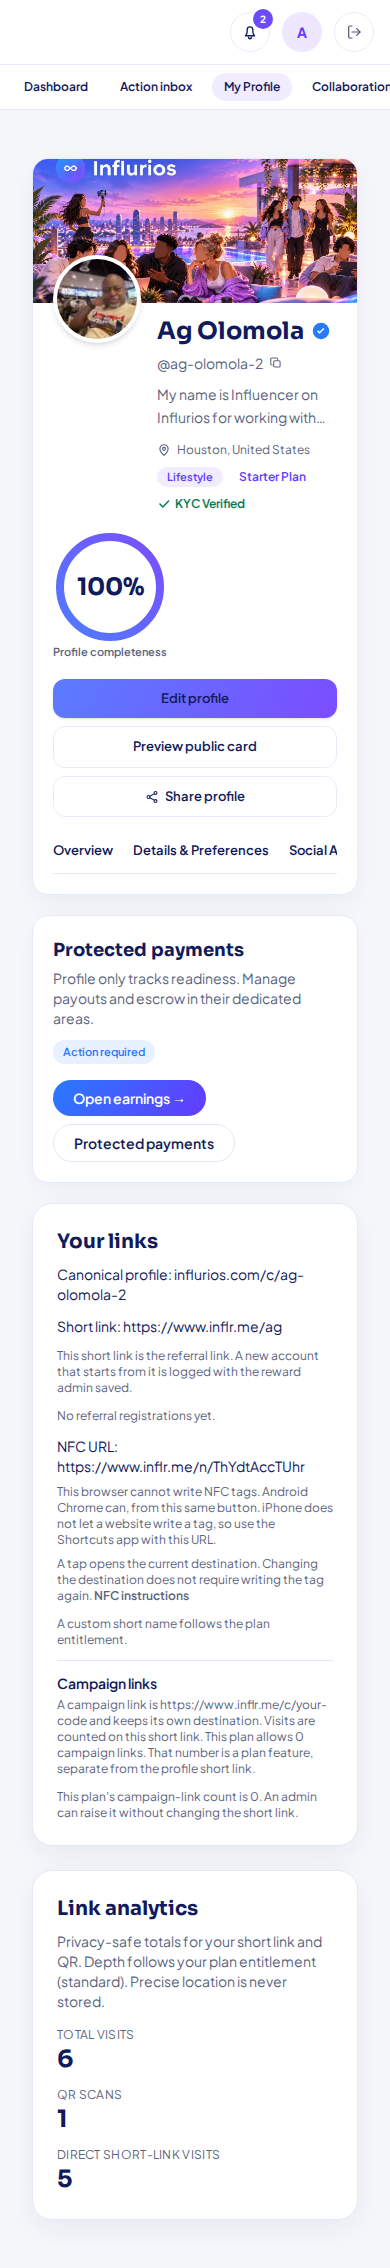 2
A
Dashboard
Action inbox
My Profile
Collaboration
Influrios
Ag Olomola
@ag-olomola-2
My name is Influencer on
Influrios for working with...
Houston, United States
Lifestyle
Starter Plan
KYC Verified
100%
Profile completeness
Edit profile
Preview public card
Share profile
Overview
Details & Preferences
Social A
Protected payments
Profile only tracks readiness. Manage
payouts and escrow in their dedicated
areas.
Action required
Open earnings →
Protected payments
Your links
Canonical profile: influrios.com/c/ag-
olomola-2
Short link: https://www.inflr.me/ag
This short link is the referral link. A new account
that starts from it is logged with the reward
admin saved.
No referral registrations yet.
NFC URL:
https://www.inflr.me/n/ThYdtAccTUhr
This browser cannot write NFC tags. Android
Chrome can, from this same button. iPhone does
not let a website write a tag, so use the
Shortcuts app with this URL.
A tap opens the current destination. Changing
the destination does not require writing the tag
again. NFC instructions
A custom short name follows the plan
entitlement.
Campaign links
A campaign link is https://www.inflr.me/c/your-
code and keeps its own destination. Visits are
counted on this short link. This plan allows 0
campaign links. That number is a plan feature,
separate from the profile short link.
This plan's campaign-link count is 0. An admin
can raise it without changing the short link.
Link analytics
Privacy-safe totals for your short link and
QR. Depth follows your plan entitlement
(standard). Precise location is never
stored.
TOTAL VISITS
6
QR SCANS
1
DIRECT SHORT-LINK VISITS
5